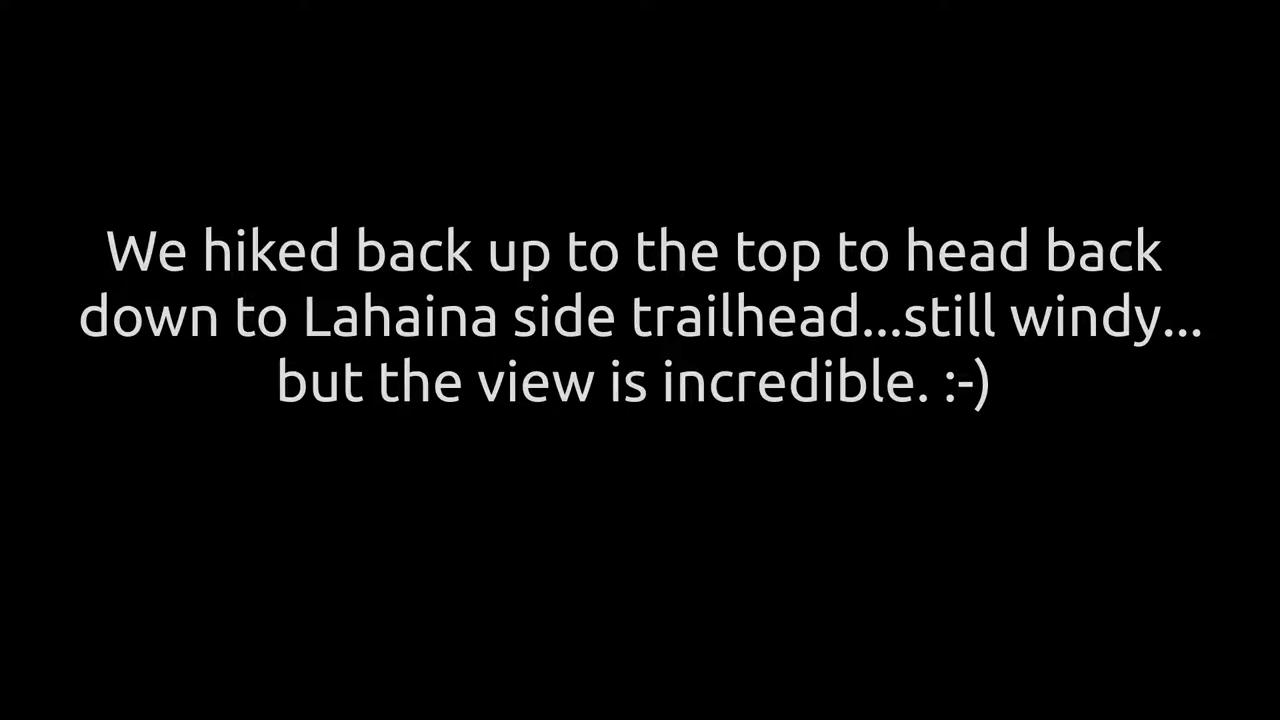 We hiked back up to the top to head back
down to Lahaina side trailhead...still windy...
but the view is incredible. :-)